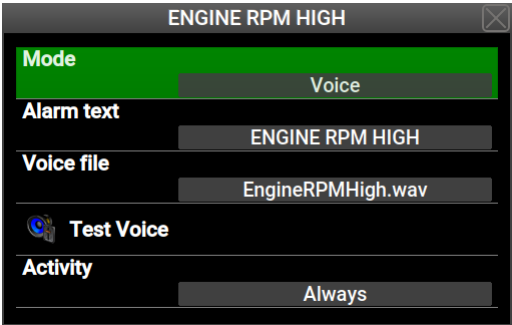 ENGINE RPM HIGH
Mode
Voice
Alarm text
ENGINE RPM HIGH
Voice file
EngineRPMHigh.wav
Test Voice
Activity
Always